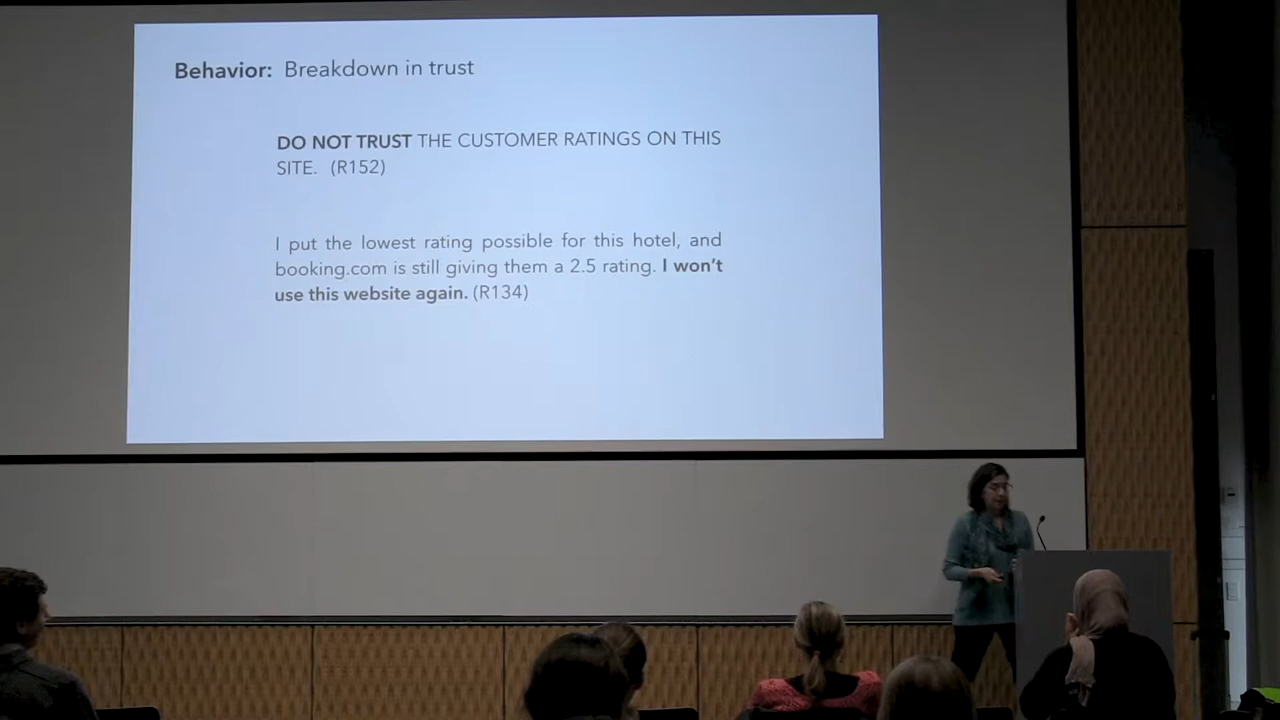 Behavior: Breakdown in trust
DO NOT TRUST THE CUSTOMER RATINGS ON THIS
SITE. (R152)
I put the lowest rating possible for this hotel, and
booking.com is still giving them a 2.5 rating. I won't
use this website again. (R134)